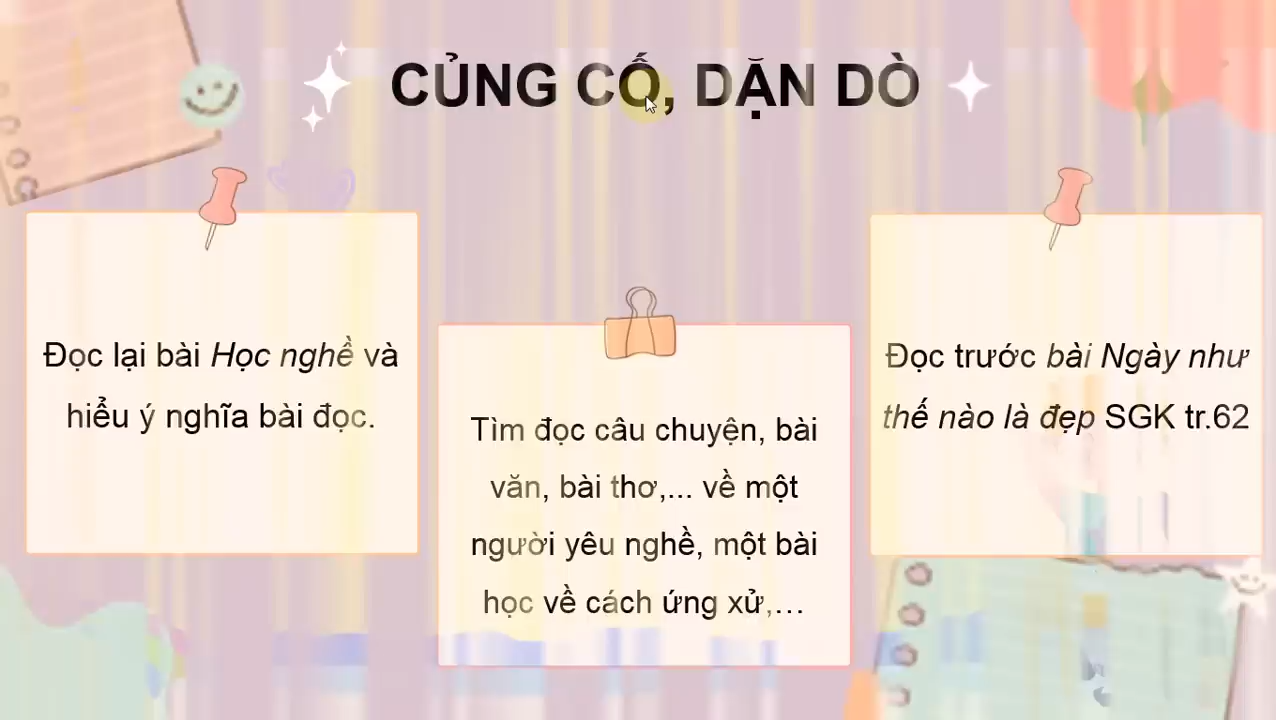 CỦNG CỐ, DẶN DÒ
Đọc lại bài Học nghề và
hiểu ý nghĩa bài đọc.
Tìm đọc câu chuyện, bài
văn, bài thơ,... về một
người yêu nghề, một bài
học về cách ứng xử,…
Đọc trước bài Ngày như
thế nào là đẹp SGK tr.62